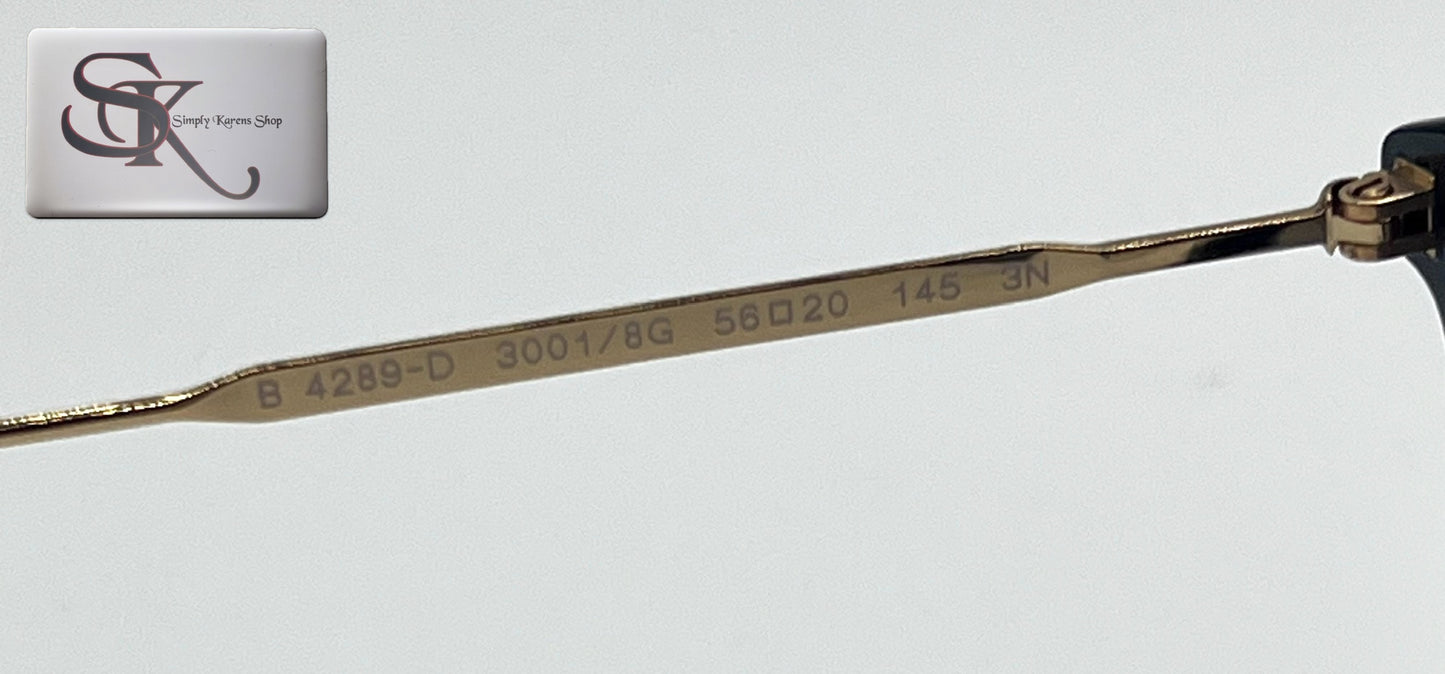 SK
Simply Karens Shop
B 4289-D 3001/8G 56□20 145 3N